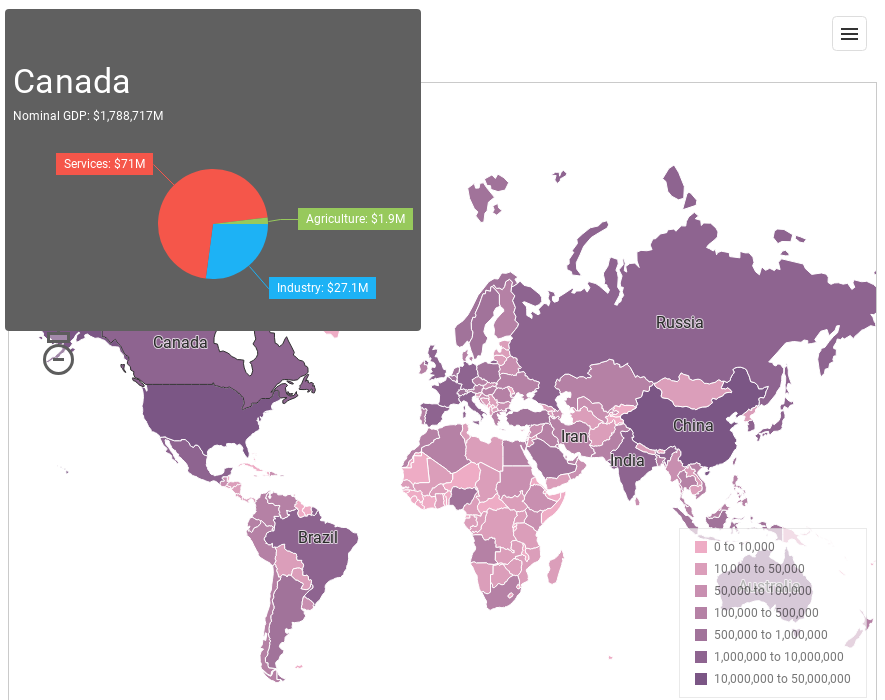 Canada
Nominal GDP: $1,788,717M
Services: $71M
Agriculture: $1.9M
Industry: $27.1M
Canada
Russia
China
Iran
India
Brazil
Australia
0 to 10,000
10,000 to 50,000
50,000 to 100,000
100,000 to 500,000
500,000 to 1,000,000
1,000,000 to 10,000,000
10,000,000 to 50,000,000